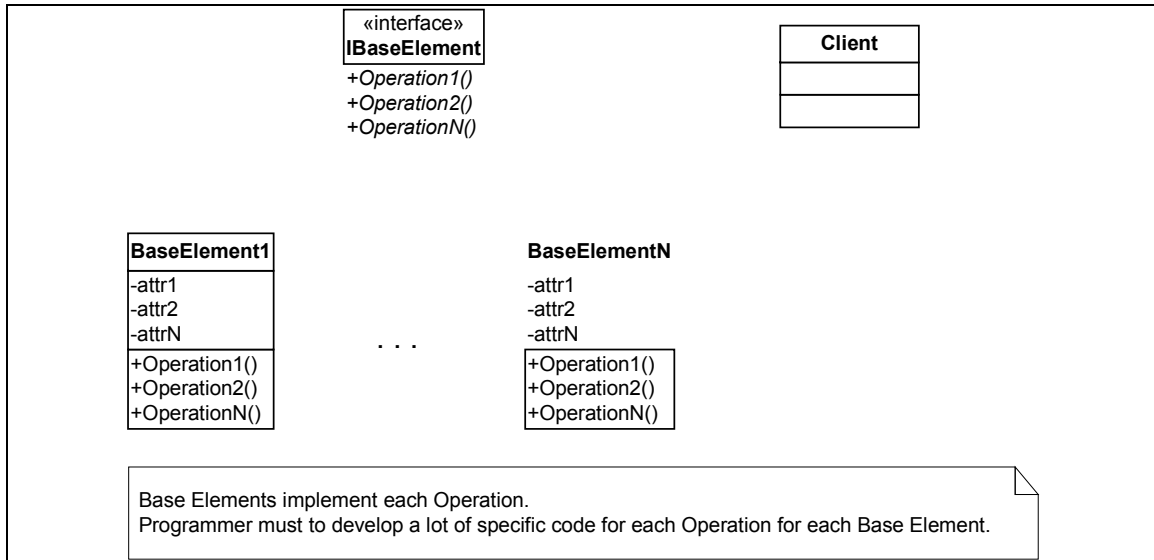 «interface»
IBaseElement
+Operation1()
+Operation2()
+OperationN()
Client
BaseElement1
-attr1
-attr2
-attrN
+Operation1()
+Operation2()
+OperationN()
. . .
BaseElementN
-attr1
-attr2
-attrN
+Operation1()
+Operation2()
+OperationN()
Base Elements implement each Operation.
Programmer must to develop a lot of specific code for each Operation for each Base Element.